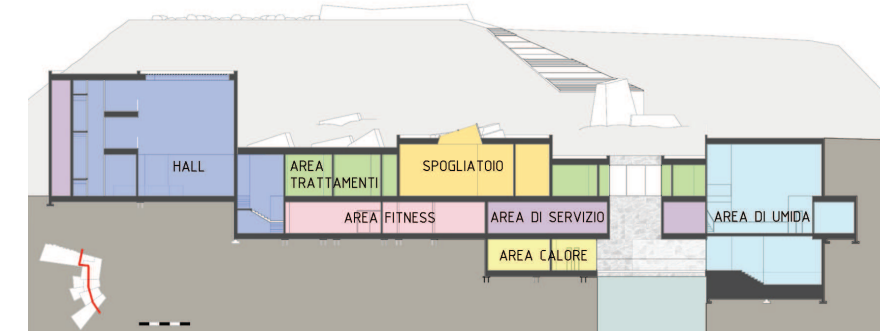 HALL
AREA
TRATTAMENTI
SPOGLIATOIO
AREA FITNESS
AREA DI SERVIZIO
AREA DI UMIDA
AREA CALORE